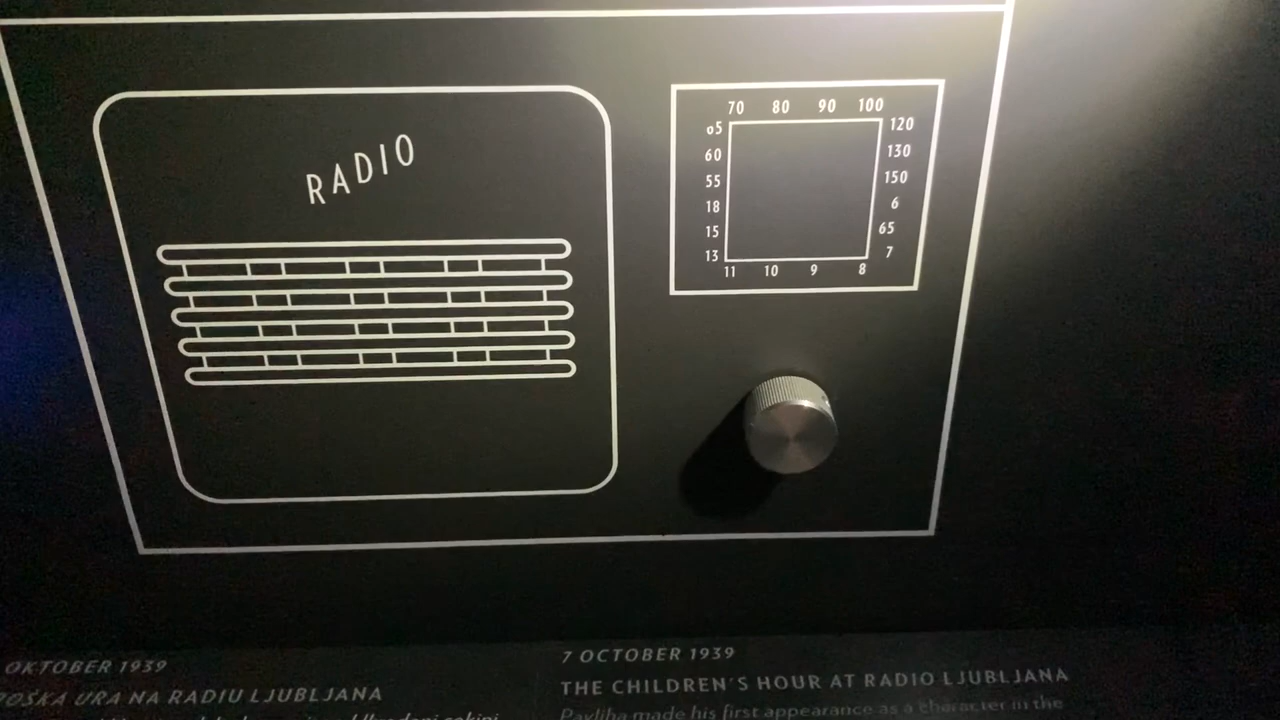 RADIO
70 80 90 100
o5 120
60 130
55 150
18 6
15 65
13 7
11 10 9 8
OKTOBER 1939
URA NA RADIU LJUBLJANA
7 OCTOBER 1939
THE CHILDREN'S HOUR AT RADIO LJUBLJANA
Pavliha made his first appearance as a character in the